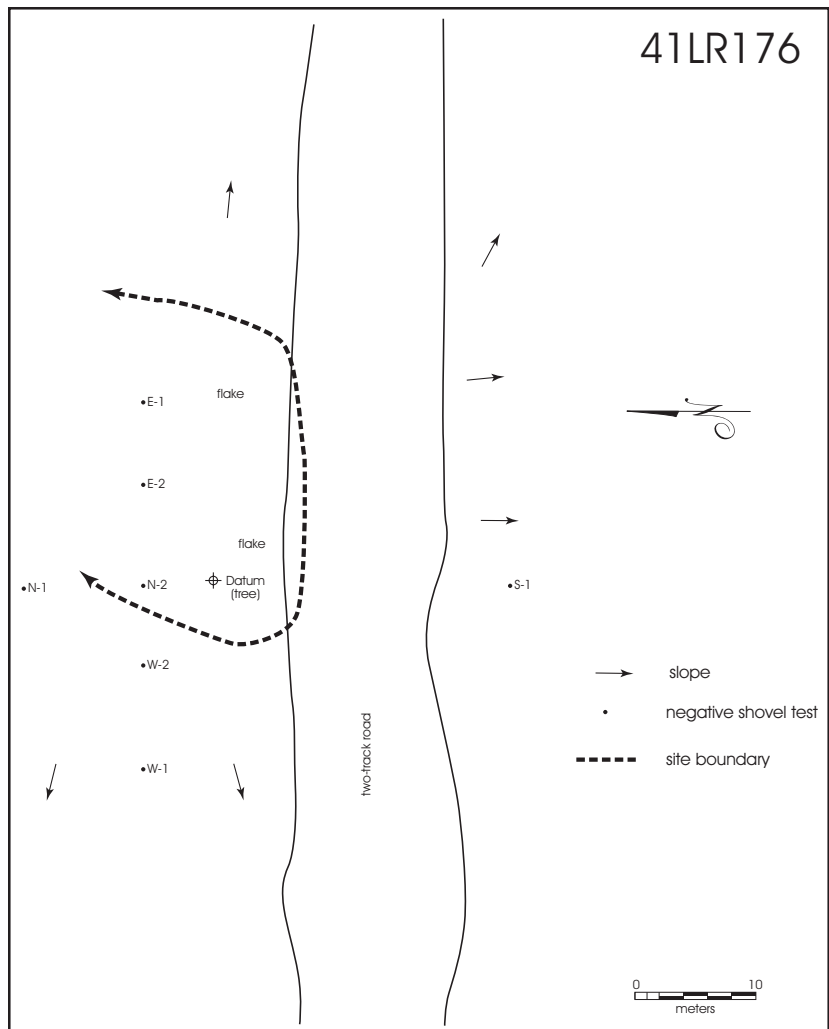 41LR176
E-1
flake
E-2
flake
N-1
N-2
Datum
(tree)
S-1
W-2
W-1
two-track road
N
slope
negative shovel test
site boundary
0 10
meters